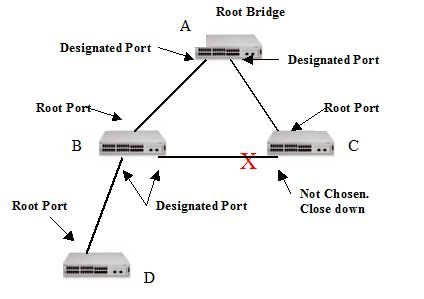 Root Bridge
A
Designated Port
Designated Port
Root Port
Root Port
B
X
C
Not Chosen.
Close down
Root Port
Designated Port
D